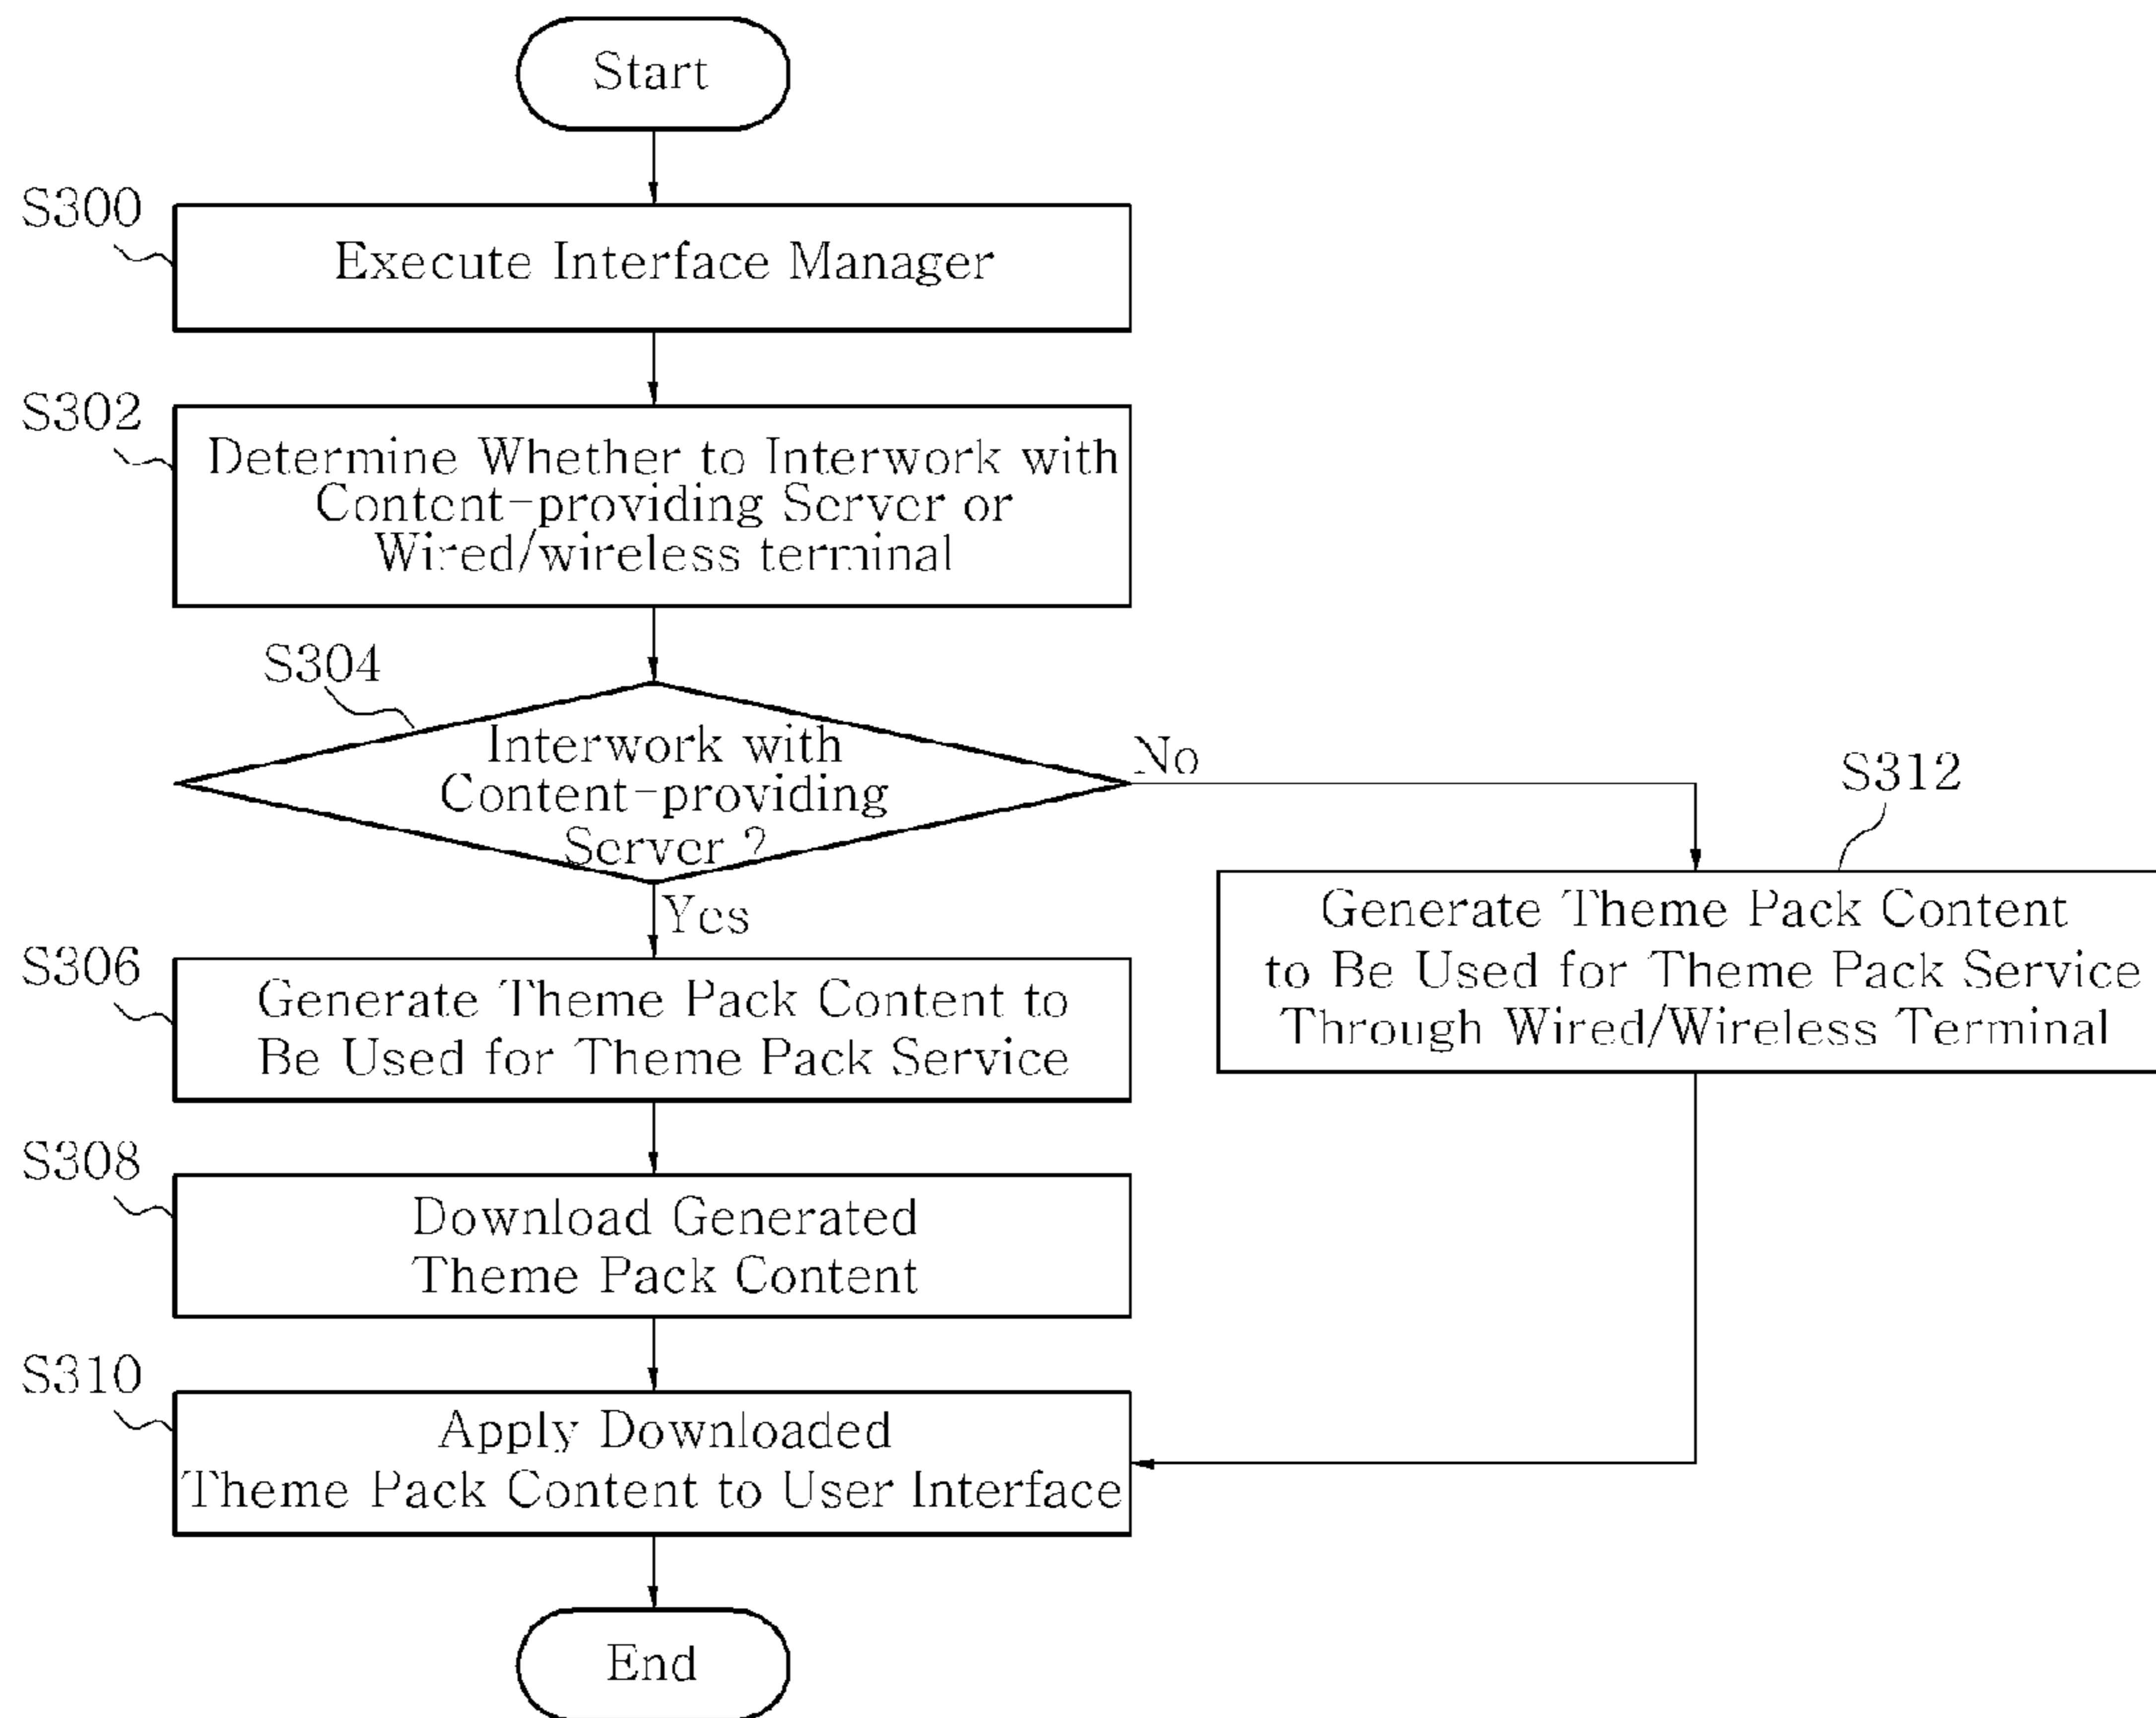 Start
S300
Execute Interface Manager
S302
Determine Whether to Interwork with
Content-providing Server or
Wired/wireless terminal
S304
Interwork with
Content-providing
Server ?
No
Yes
S312
Generate Theme Pack Content
to Be Used for Theme Pack Service
Through Wired/Wireless Terminal
S306
Generate Theme Pack Content to
Be Used for Theme Pack Service
S308
Download Generated
Theme Pack Content
S310
Apply Downloaded
Theme Pack Content to User Interface
End